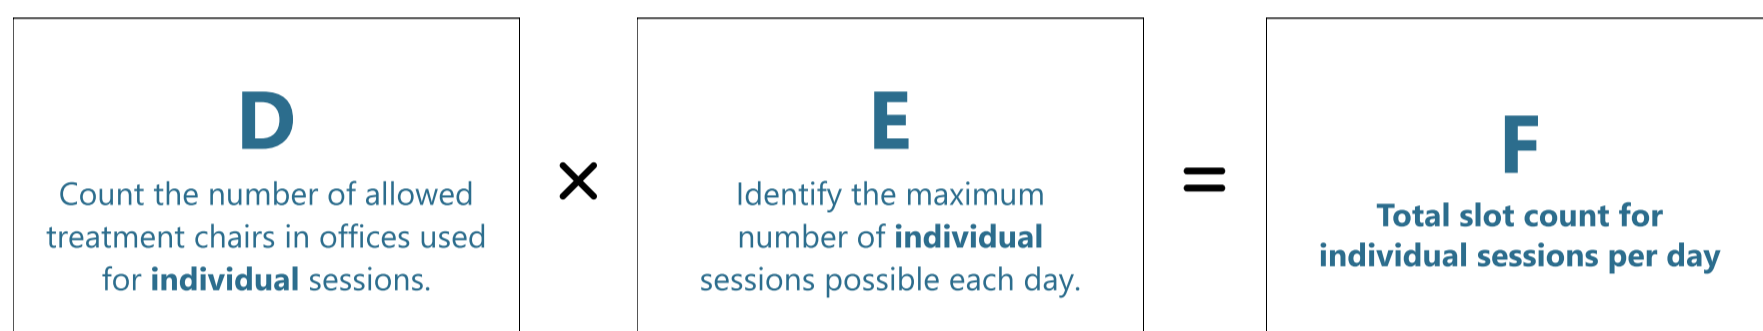 D
Count the number of allowed
treatment chairs in offices used
for individual sessions.
×
E
Identify the maximum
number of individual
sessions possible each day.
=
F
Total slot count for
individual sessions per day